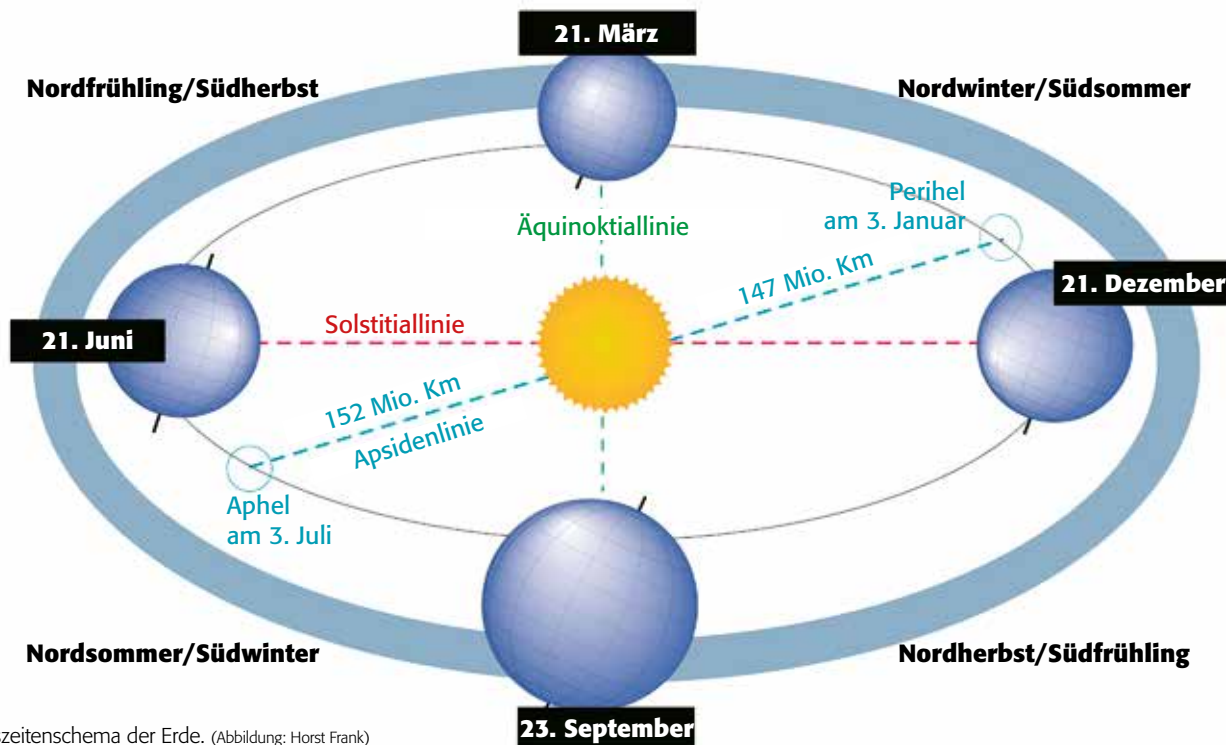 21. März
Nordfrühling/Südherbst
Nordwinter/Südsommer
Perihel
am 3. Januar
Äquinoktiallinie
147 Mio. Km
21. Dezember
Solstitiallinie
21. Juni
152 Mio. Km
Apsidenlinie
Aphel
am 3. Juli
Nordsommer/Südwinter
Nordherbst/Südfrühling
23. September
szeitenschema der Erde. (Abbildung: Horst Frank)